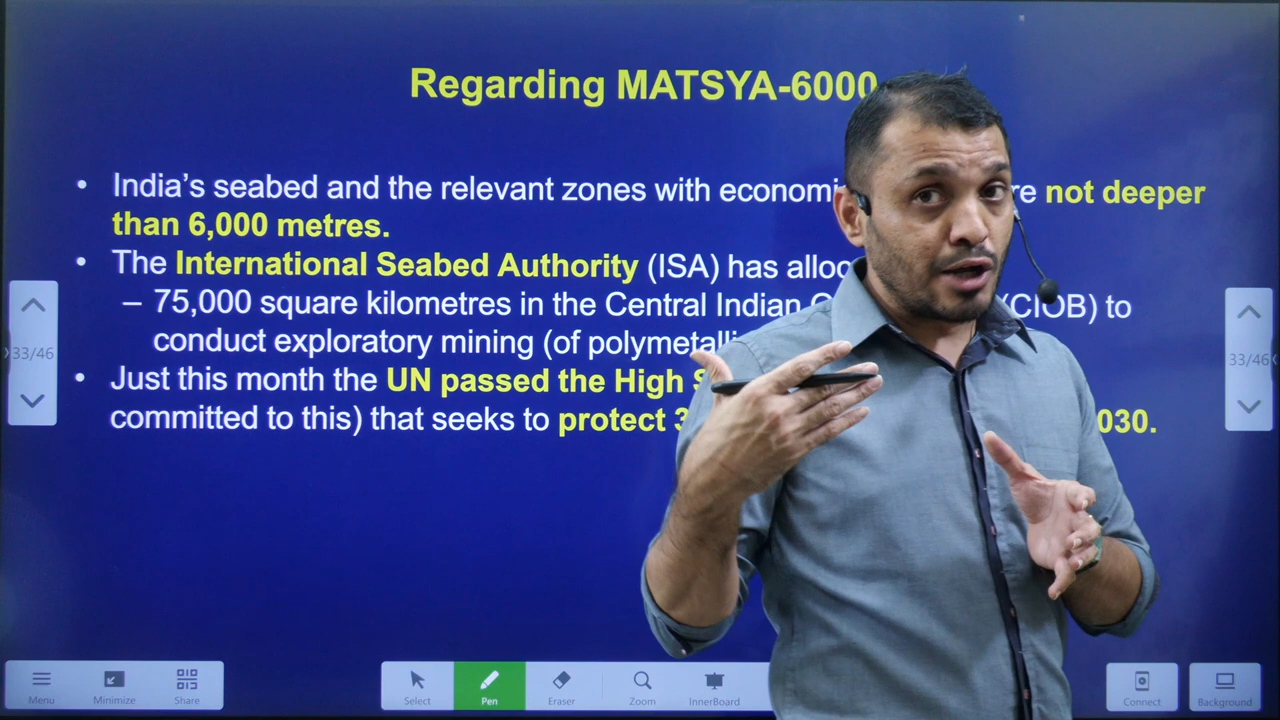 Regarding MATSYA-6000
• India’s seabed and the relevant zones with re not deeper
than 6,000 metres.
• The International Seabed Authority (ISA) has
– 75,000 square kilometres in the Central Indian (CIOB) to
conduct exploratory mining (of
• Just this month the UN passed the High
committed to this) that seeks to protect 030.
33/46
33/46
Menu Minimize Share Select Pen Eraser Zoom InnerBoard Connect Background